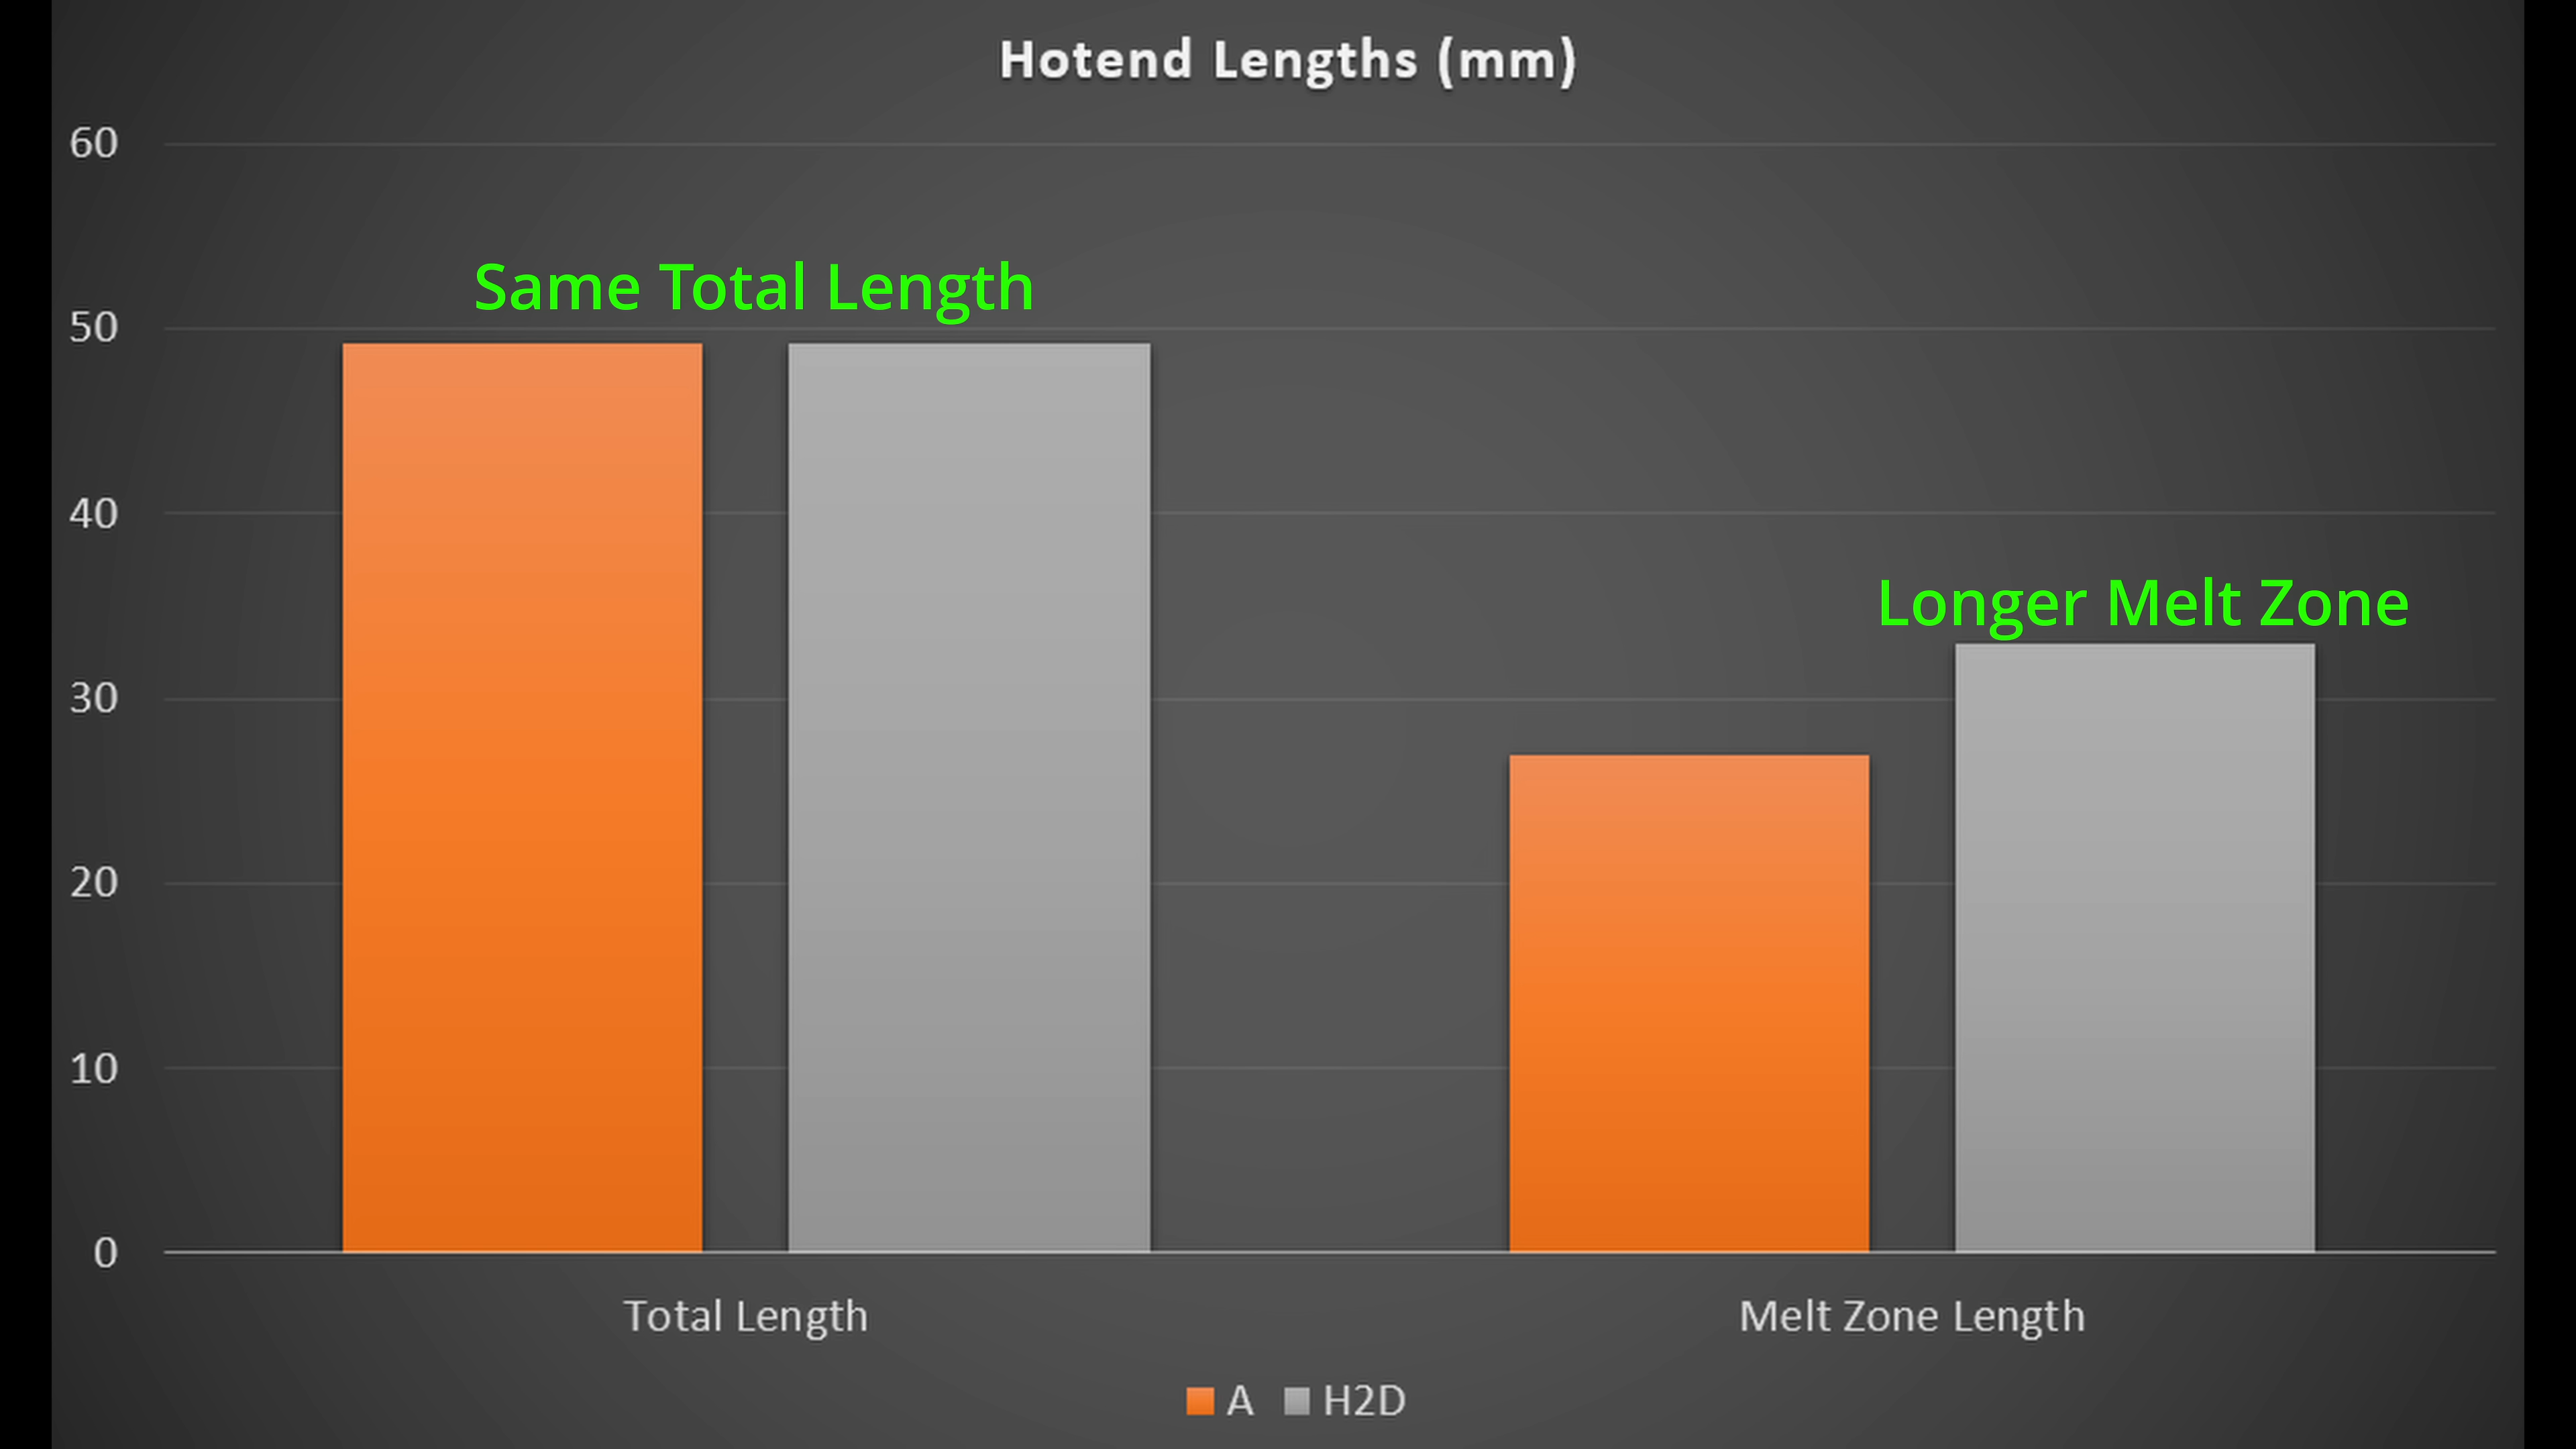 Hotend Lengths (mm)
60
Same Total Length
50
40
Longer Melt Zone
30
20
10
0
Total Length Melt Zone Length
A H2D